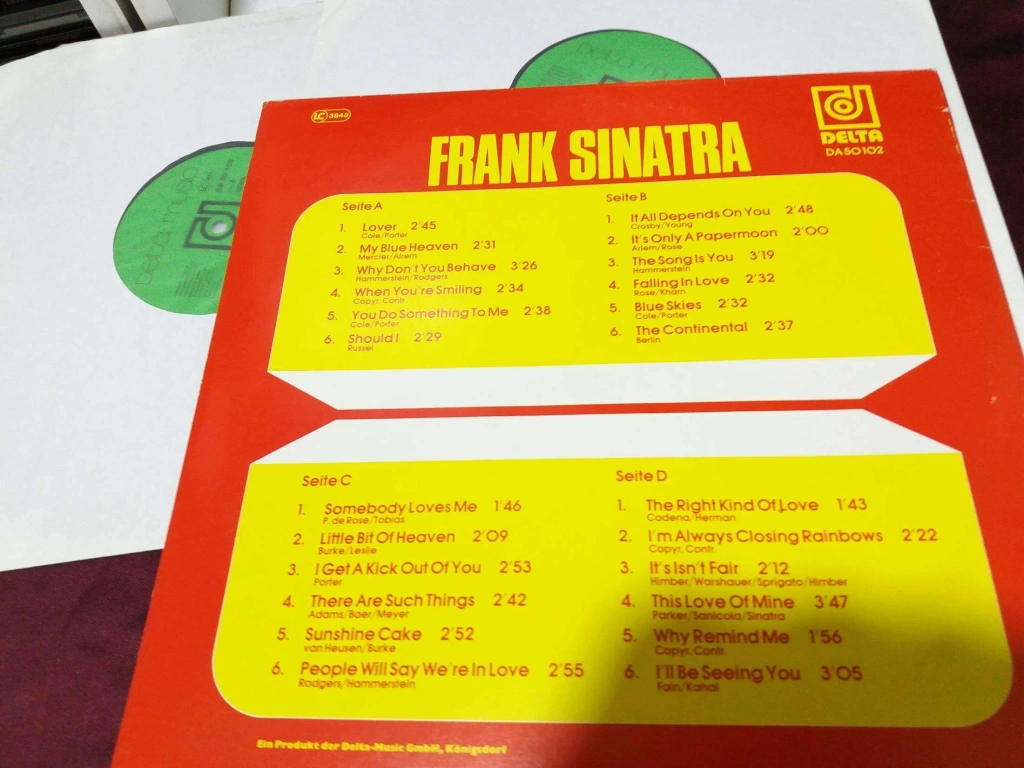 LC 3843
DELTA
DA 50102
FRANK SINATRA
Seite A
1. Lover 2'45
Cole/Porter
2. My Blue Heaven 2'31
Mercier/Alrem
3. Why Don't You Behave 3'26
Hammerstein/Rodgers
4. When You're Smiling 2'34
Copyr. Contr.
5. You Do Something To Me 2'38
Cole/Porter
6. Should I 2'29
Russel
Seite B
1. It All Depends On You 2'48
Crosby/Young
2. It's Only A Papermoon 2'00
Arlem/Rose
3. The Song Is You 3'19
Hammerstein
4. Falling In Love 2'32
Rose/Kharn
5. Blue Skies 2'32
Cole/Porter
6. The Continental 2'37
Berlin
Seite C
1. Somebody Loves Me 1'46
P. de Rose/Tobias
2. Little Bit Of Heaven 2'09
Burke/Leslie
3. I Get A Kick Out Of You 2'53
Porter
4. There Are Such Things 2'42
Adams/Baer/Meyer
5. Sunshine Cake 2'52
van Heusen/Burke
6. People Will Say We're In Love 2'55
Rodgers/Hammerstein
Seite D
1. The Right Kind Of Love 1'43
Cadena/Herman
2. I'm Always Closing Rainbows 2'22
Copyr. Contr.
3. It's Isn't Fair 2'12
Himber/Warshauer/Sprigato/Himber
4. This Love Of Mine 3'47
Parker/Sanicola/Sinatra
5. Why Remind Me 1'56
Copyr. Contr.
6. I'll Be Seeing You 3'05
Fain/Kahal
Ein Produkt der Delta-Music GmbH, Königsdorf
delta music
delta music